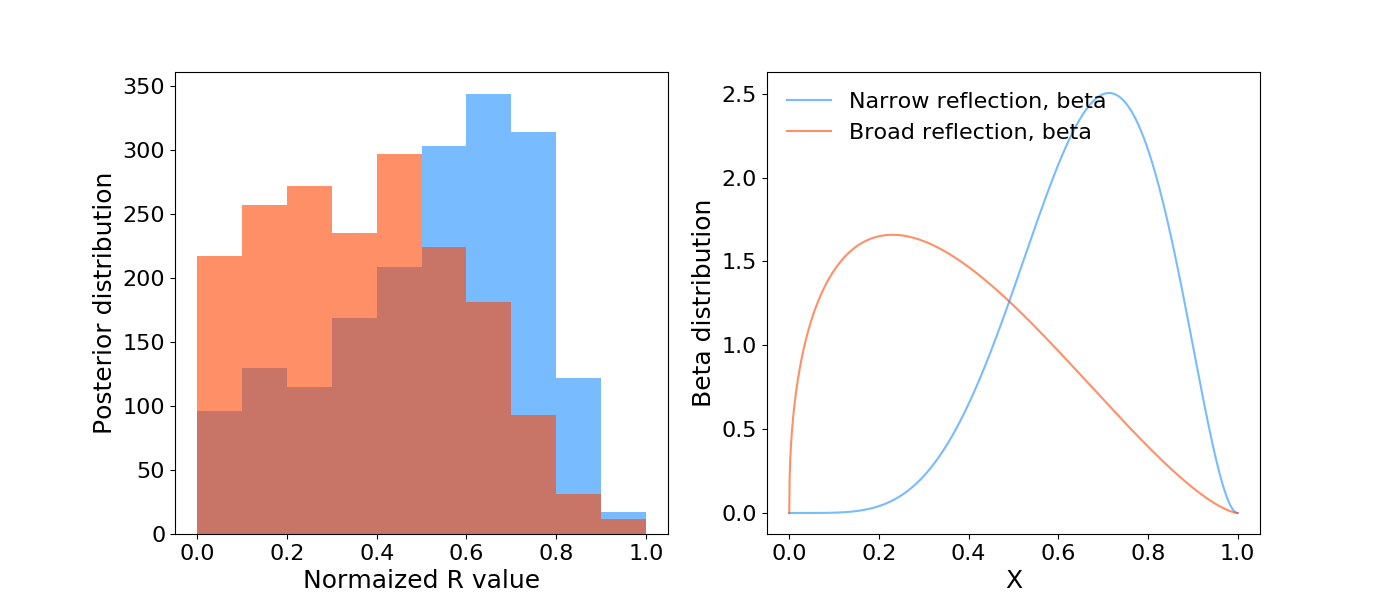 Posterior distribution
350
300
250
200
150
100
50
0
0.0 0.2 0.4 0.6 0.8 1.0
Normaized R value
Beta distribution
2.5
2.0
1.5
1.0
0.5
0.0
Narrow reflection, beta
Broad reflection, beta
0.0 0.2 0.4 0.6 0.8 1.0
X